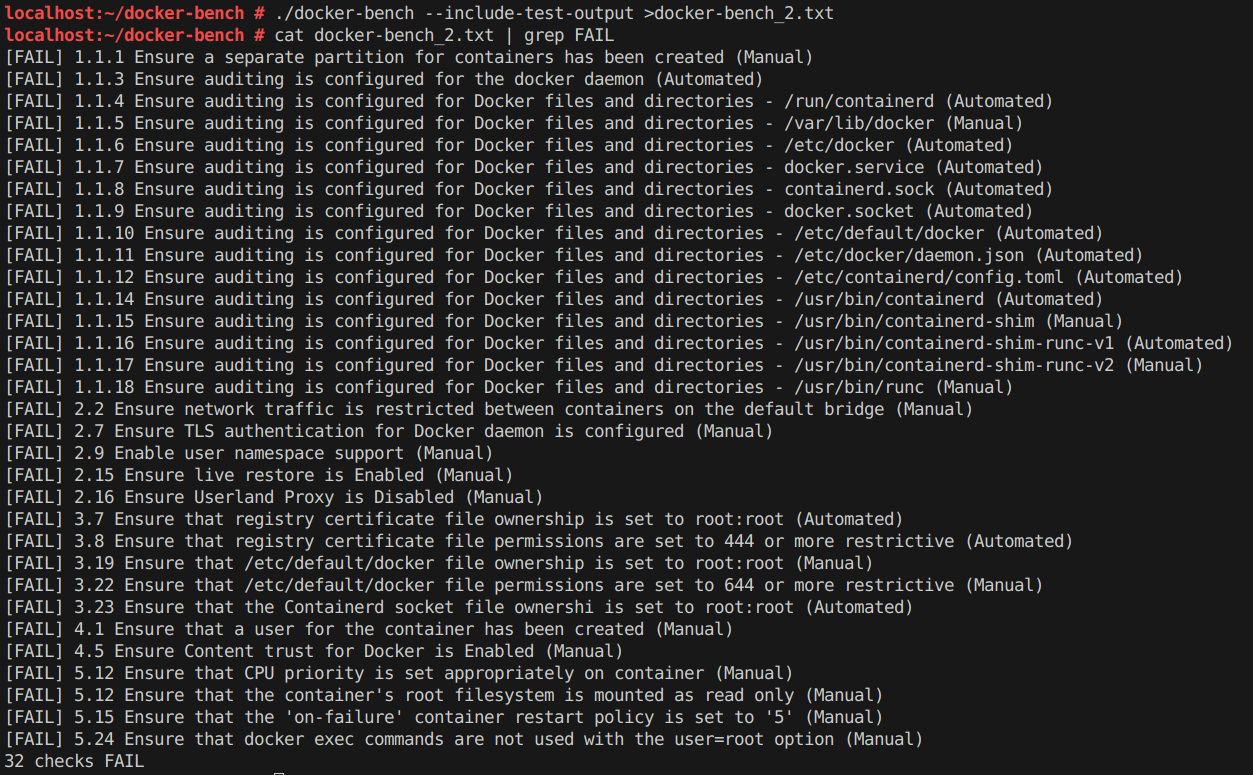 localhost:~/docker-bench # ./docker-bench --include-test-output >docker-bench_2.txt
localhost:~/docker-bench # cat docker-bench_2.txt | grep FAIL
[FAIL] 1.1.1 Ensure a separate partition for containers has been created (Manual)
[FAIL] 1.1.3 Ensure auditing is configured for the docker daemon (Automated)
[FAIL] 1.1.4 Ensure auditing is configured for Docker files and directories - /run/containerd (Automated)
[FAIL] 1.1.5 Ensure auditing is configured for Docker files and directories - /var/lib/docker (Manual)
[FAIL] 1.1.6 Ensure auditing is configured for Docker files and directories - /etc/docker (Automated)
[FAIL] 1.1.7 Ensure auditing is configured for Docker files and directories - docker.service (Automated)
[FAIL] 1.1.8 Ensure auditing is configured for Docker files and directories - containerd.sock (Automated)
[FAIL] 1.1.9 Ensure auditing is configured for Docker files and directories - docker.socket (Automated)
[FAIL] 1.1.10 Ensure auditing is configured for Docker files and directories - /etc/default/docker (Automated)
[FAIL] 1.1.11 Ensure auditing is configured for Docker files and directories - /etc/docker/daemon.json (Automated)
[FAIL] 1.1.12 Ensure auditing is configured for Docker files and directories - /etc/containerd/config.toml (Automated)
[FAIL] 1.1.14 Ensure auditing is configured for Docker files and directories - /usr/bin/containerd (Automated)
[FAIL] 1.1.15 Ensure auditing is configured for Docker files and directories - /usr/bin/containerd-shim (Manual)
[FAIL] 1.1.16 Ensure auditing is configured for Docker files and directories - /usr/bin/containerd-shim-runc-v1 (Automated)
[FAIL] 1.1.17 Ensure auditing is configured for Docker files and directories - /usr/bin/containerd-shim-runc-v2 (Manual)
[FAIL] 1.1.18 Ensure auditing is configured for Docker files and directories - /usr/bin/runc (Manual)
[FAIL] 2.2 Ensure network traffic is restricted between containers on the default bridge (Manual)
[FAIL] 2.7 Ensure TLS authentication for Docker daemon is configured (Manual)
[FAIL] 2.9 Enable user namespace support (Manual)
[FAIL] 2.15 Ensure live restore is Enabled (Manual)
[FAIL] 2.16 Ensure Userland Proxy is Disabled (Manual)
[FAIL] 3.7 Ensure that registry certificate file ownership is set to root:root (Automated)
[FAIL] 3.8 Ensure that registry certificate file permissions are set to 444 or more restrictive (Automated)
[FAIL] 3.19 Ensure that /etc/default/docker file ownership is set to root:root (Manual)
[FAIL] 3.22 Ensure that /etc/default/docker file permissions are set to 644 or more restrictive (Manual)
[FAIL] 3.23 Ensure that the Containerd socket file ownershi is set to root:root (Automated)
[FAIL] 4.1 Ensure that a user for the container has been created (Manual)
[FAIL] 4.5 Ensure Content trust for Docker is Enabled (Manual)
[FAIL] 5.12 Ensure that CPU priority is set appropriately on container (Manual)
[FAIL] 5.12 Ensure that the container's root filesystem is mounted as read only (Manual)
[FAIL] 5.15 Ensure that the 'on-failure' container restart policy is set to '5' (Manual)
[FAIL] 5.24 Ensure that docker exec commands are not used with the user=root option (Manual)
32 checks FAIL